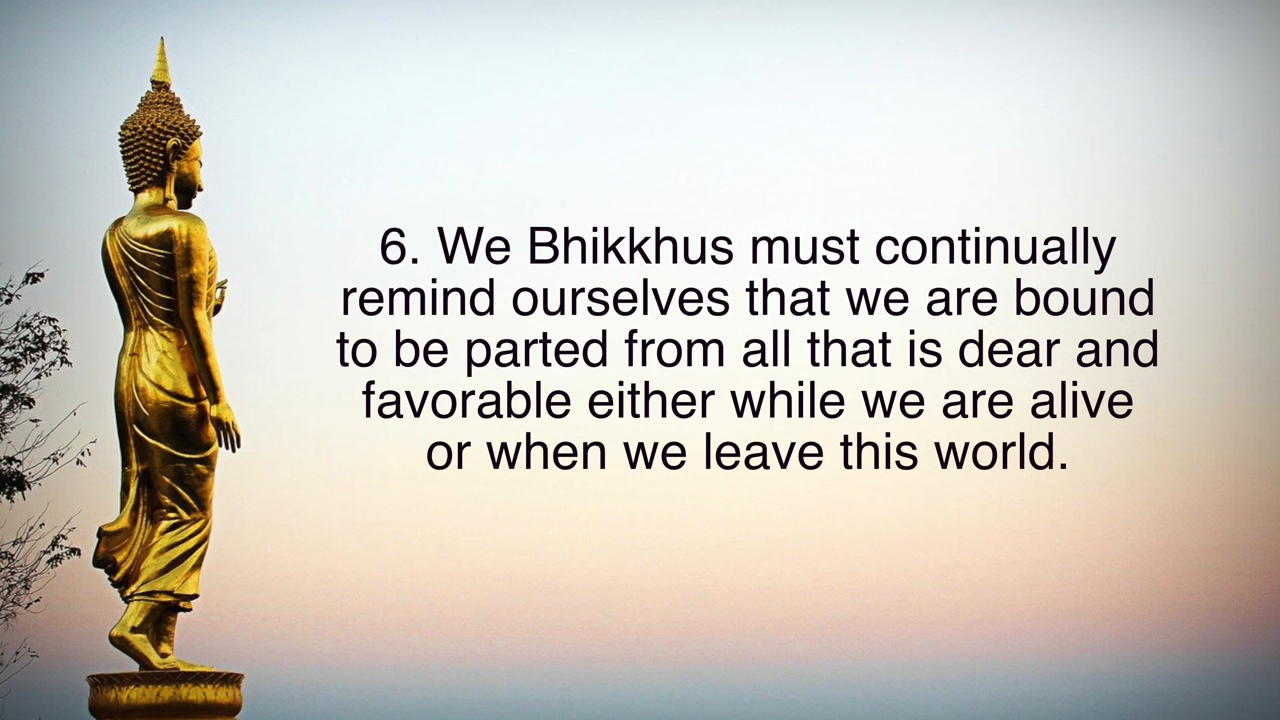 6. We Bhikkhus must continually
remind ourselves that we are bound
to be parted from all that is dear and
favorable either while we are alive
or when we leave this world.